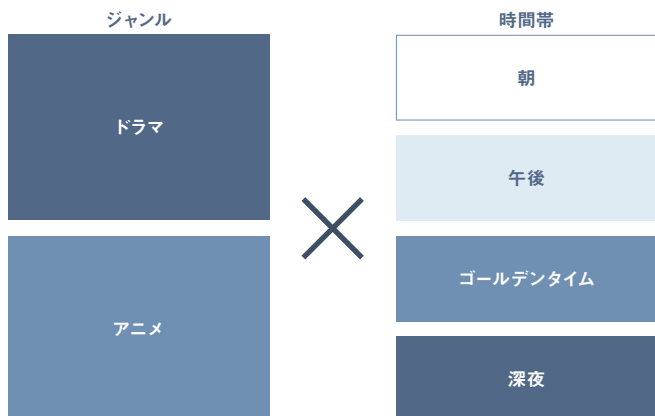 ジャンル
ドラマ
アニメ
時間帯
朝
午後
ゴールデンタイム
深夜